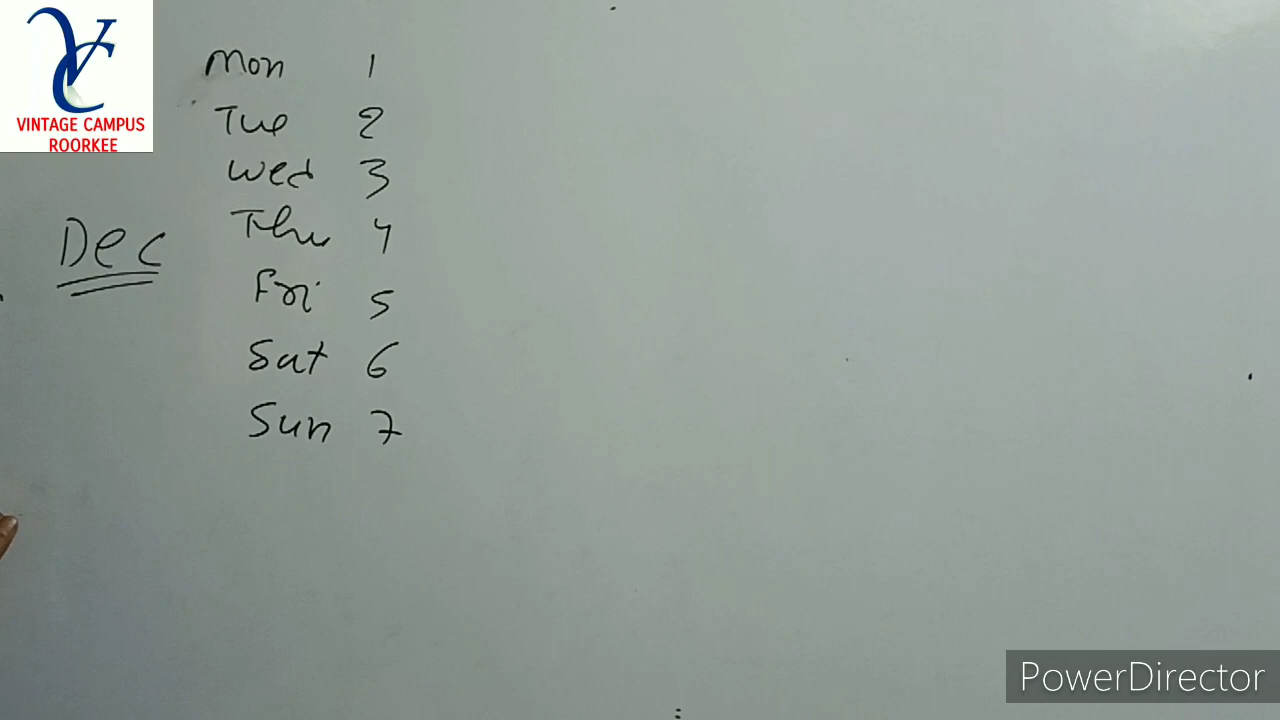 VINTAGE CAMPUS
ROORKEE
Mon 1
Tue 2
Wed 3
Thu 4
Dec
Fri 5
Sat 6
Sun 7
PowerDirector